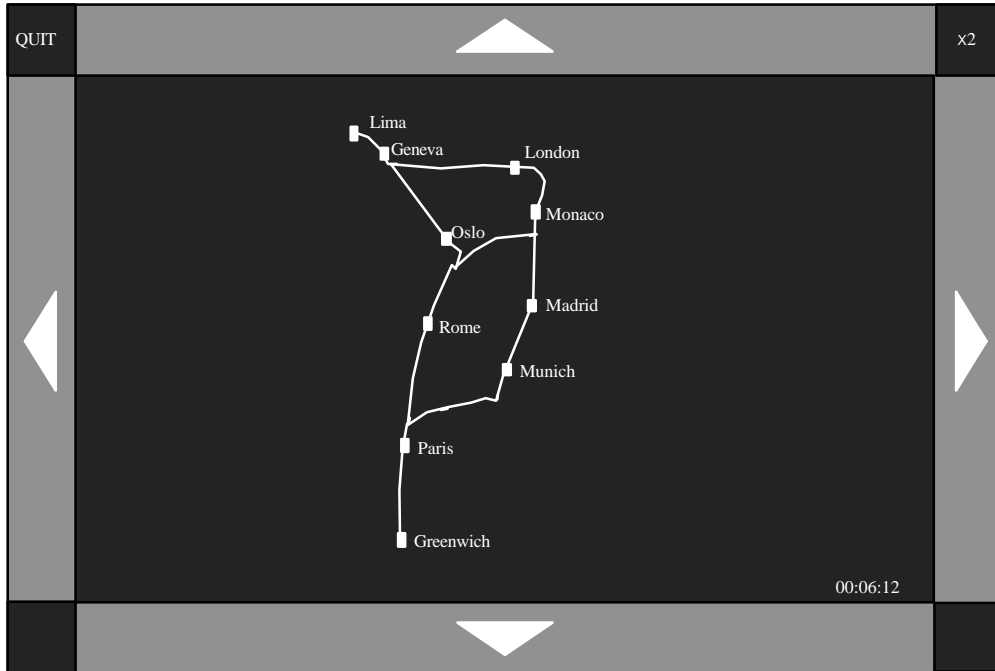 QUIT
X2
Lima
Geneva
London
Monaco
Oslo
Madrid
Rome
Munich
Paris
Greenwich
00:06:12